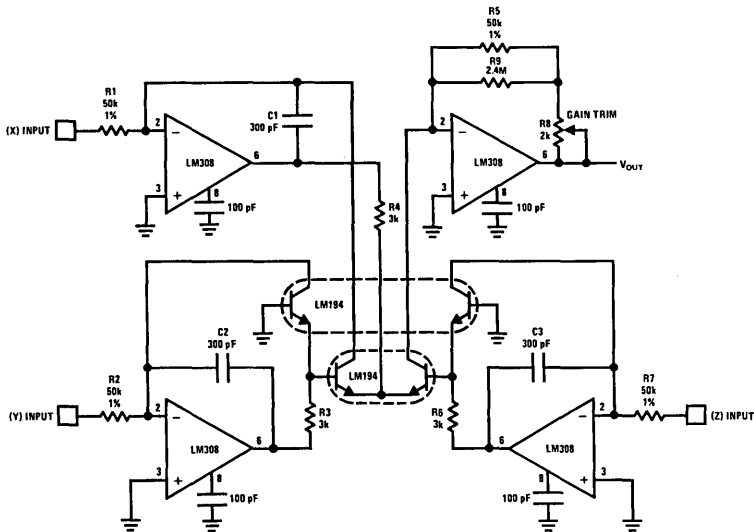 R5
50k
1%
R9
2.4M
R1
50k
1%
(X) INPUT
2
−
LM308
3
+
8
6
100 pF
C1
300 pF
R4
3k
2
−
LM308
3
+
8
6
100 pF
R8
2k
GAIN TRIM
VOUT
LM194
LM194
C2
300 pF
R2
50k
1%
(Y) INPUT
2
−
LM308
3
+
8
6
100 pF
R3
3k
R6
3k
C3
300 pF
R7
50k
1%
(Z) INPUT
2
−
LM308
3
+
8
6
100 pF